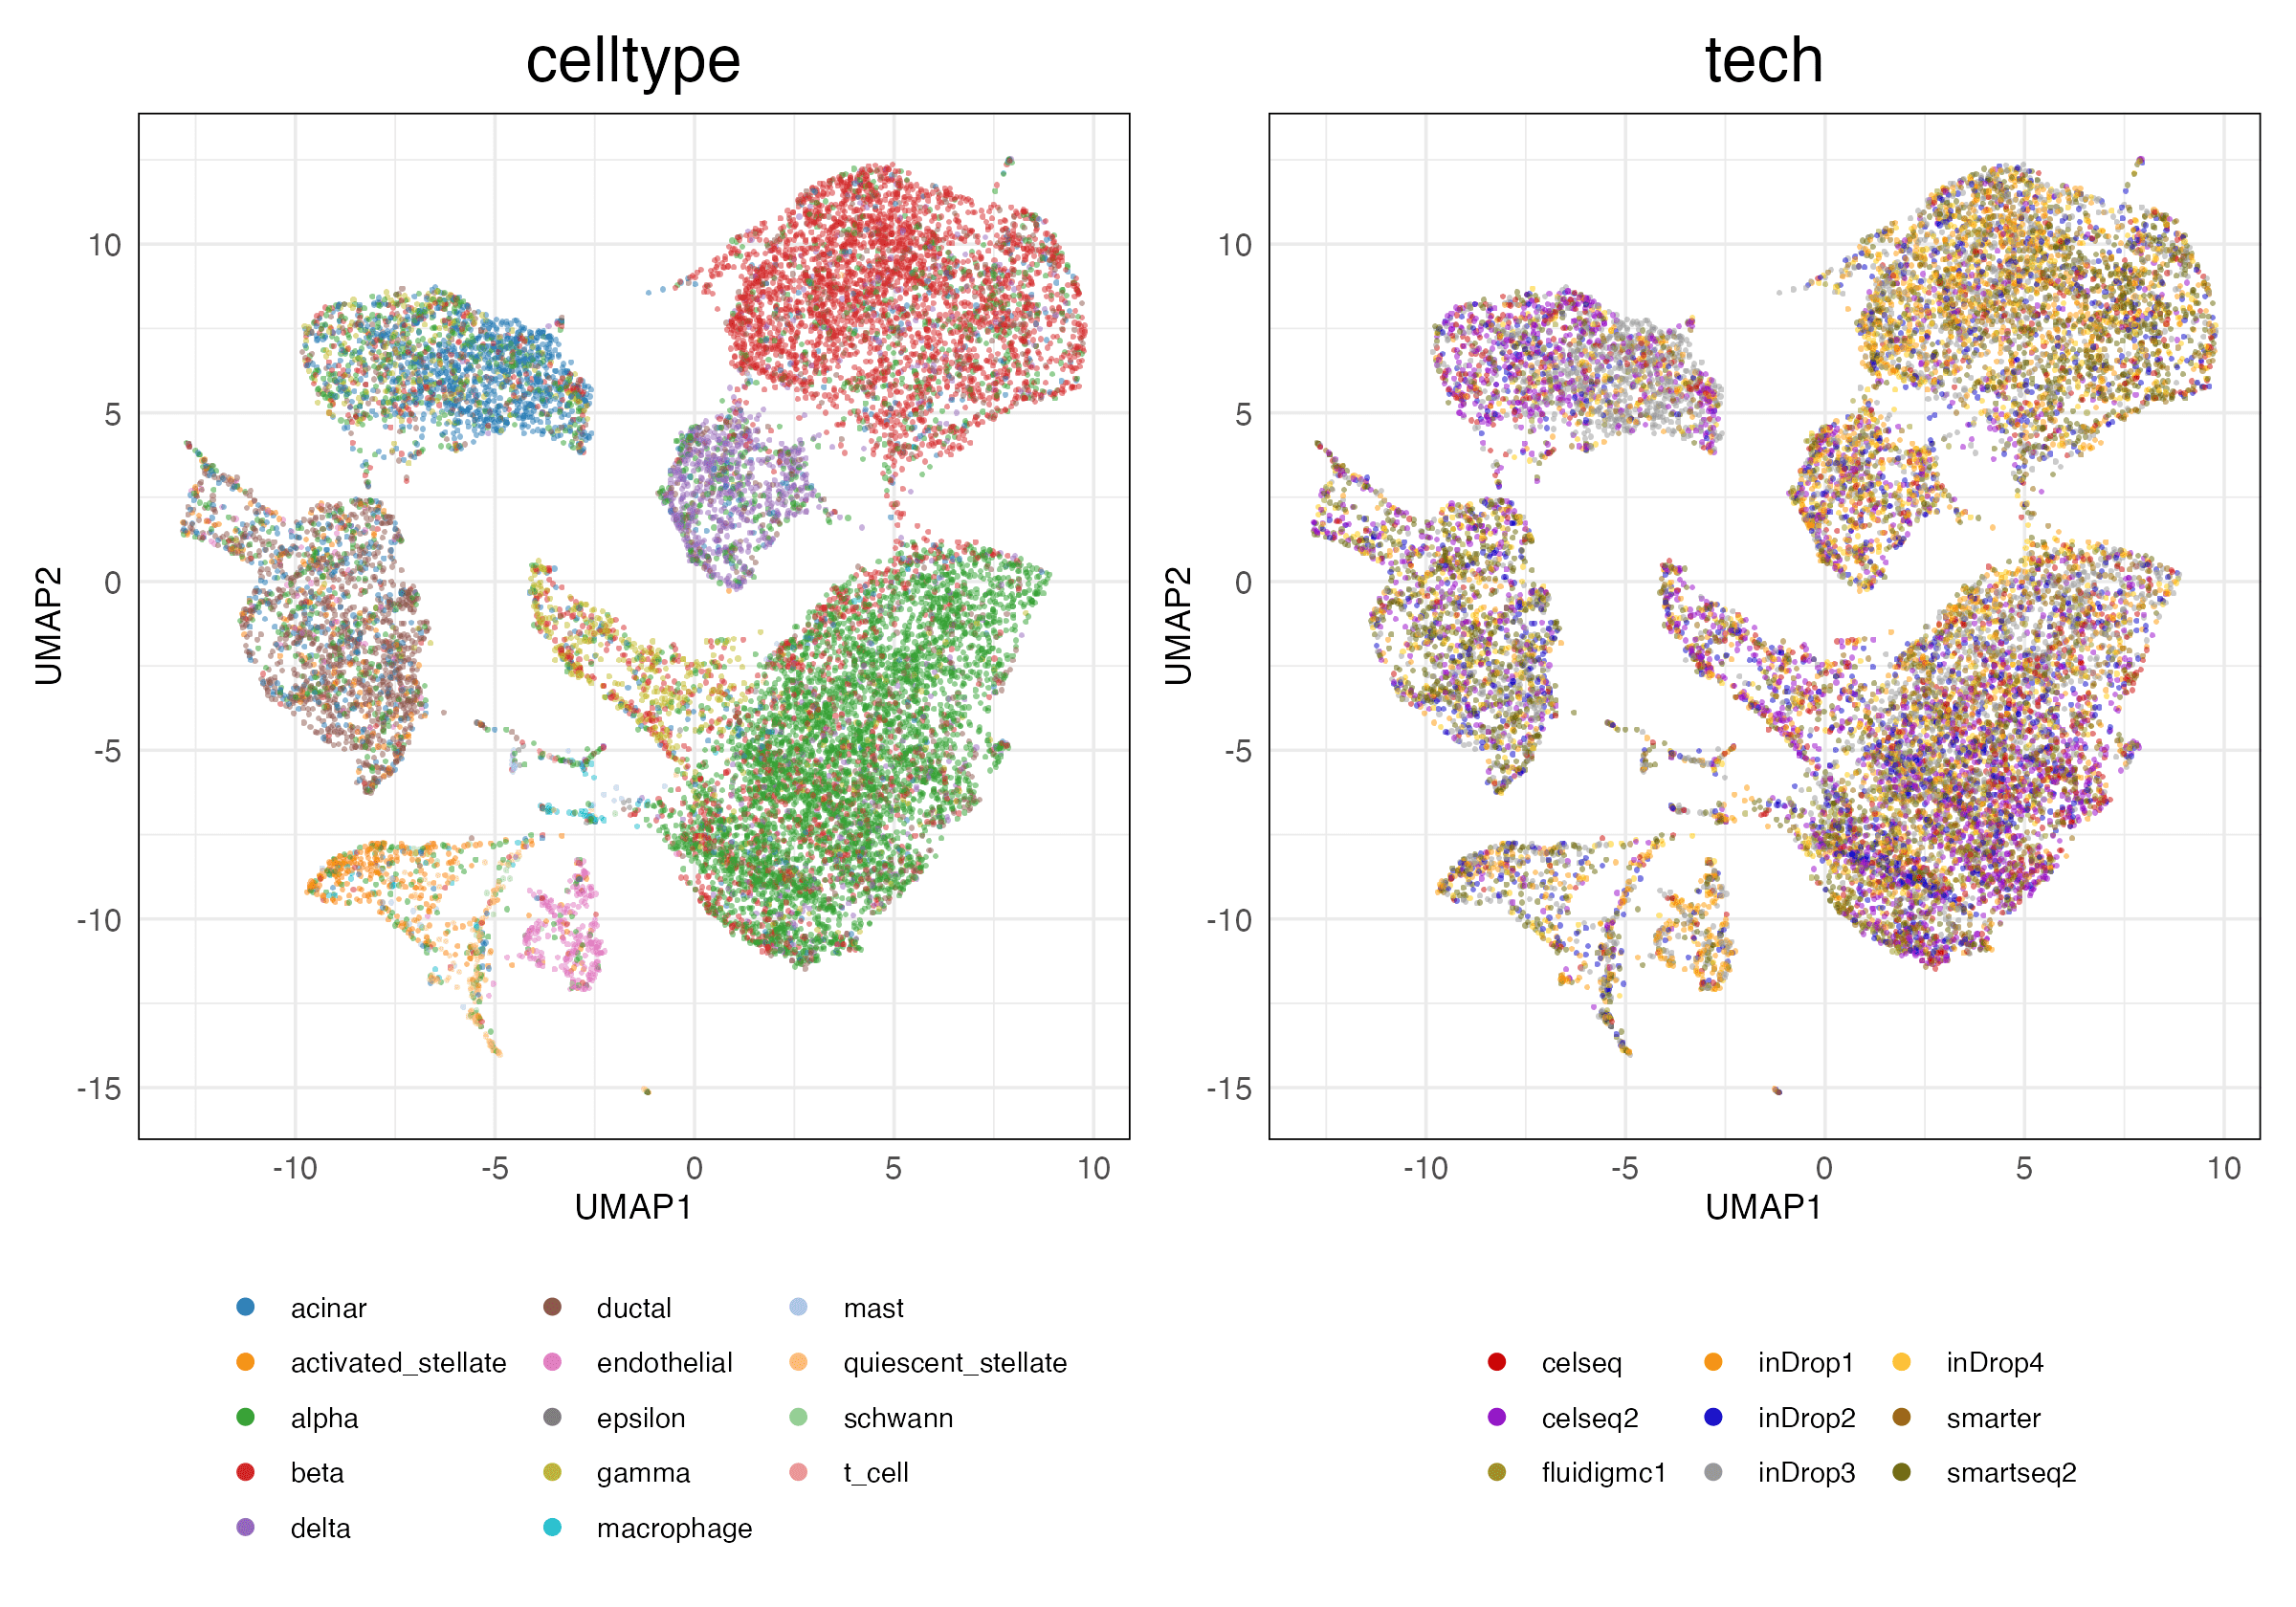 celltype
tech
10
5
0
-5
-10
-15
UMAP2
-10 -5 0 5 10
UMAP1
10
5
0
-5
-10
-15
UMAP2
-10 -5 0 5 10
UMAP1
acinar ductal mast
activated_stellate endothelial quiescent_stellate
alpha epsilon schwann
beta gamma t_cell
delta macrophage
celseq inDrop1 inDrop4
celseq2 inDrop2 smarter
fluidigmc1 inDrop3 smartseq2